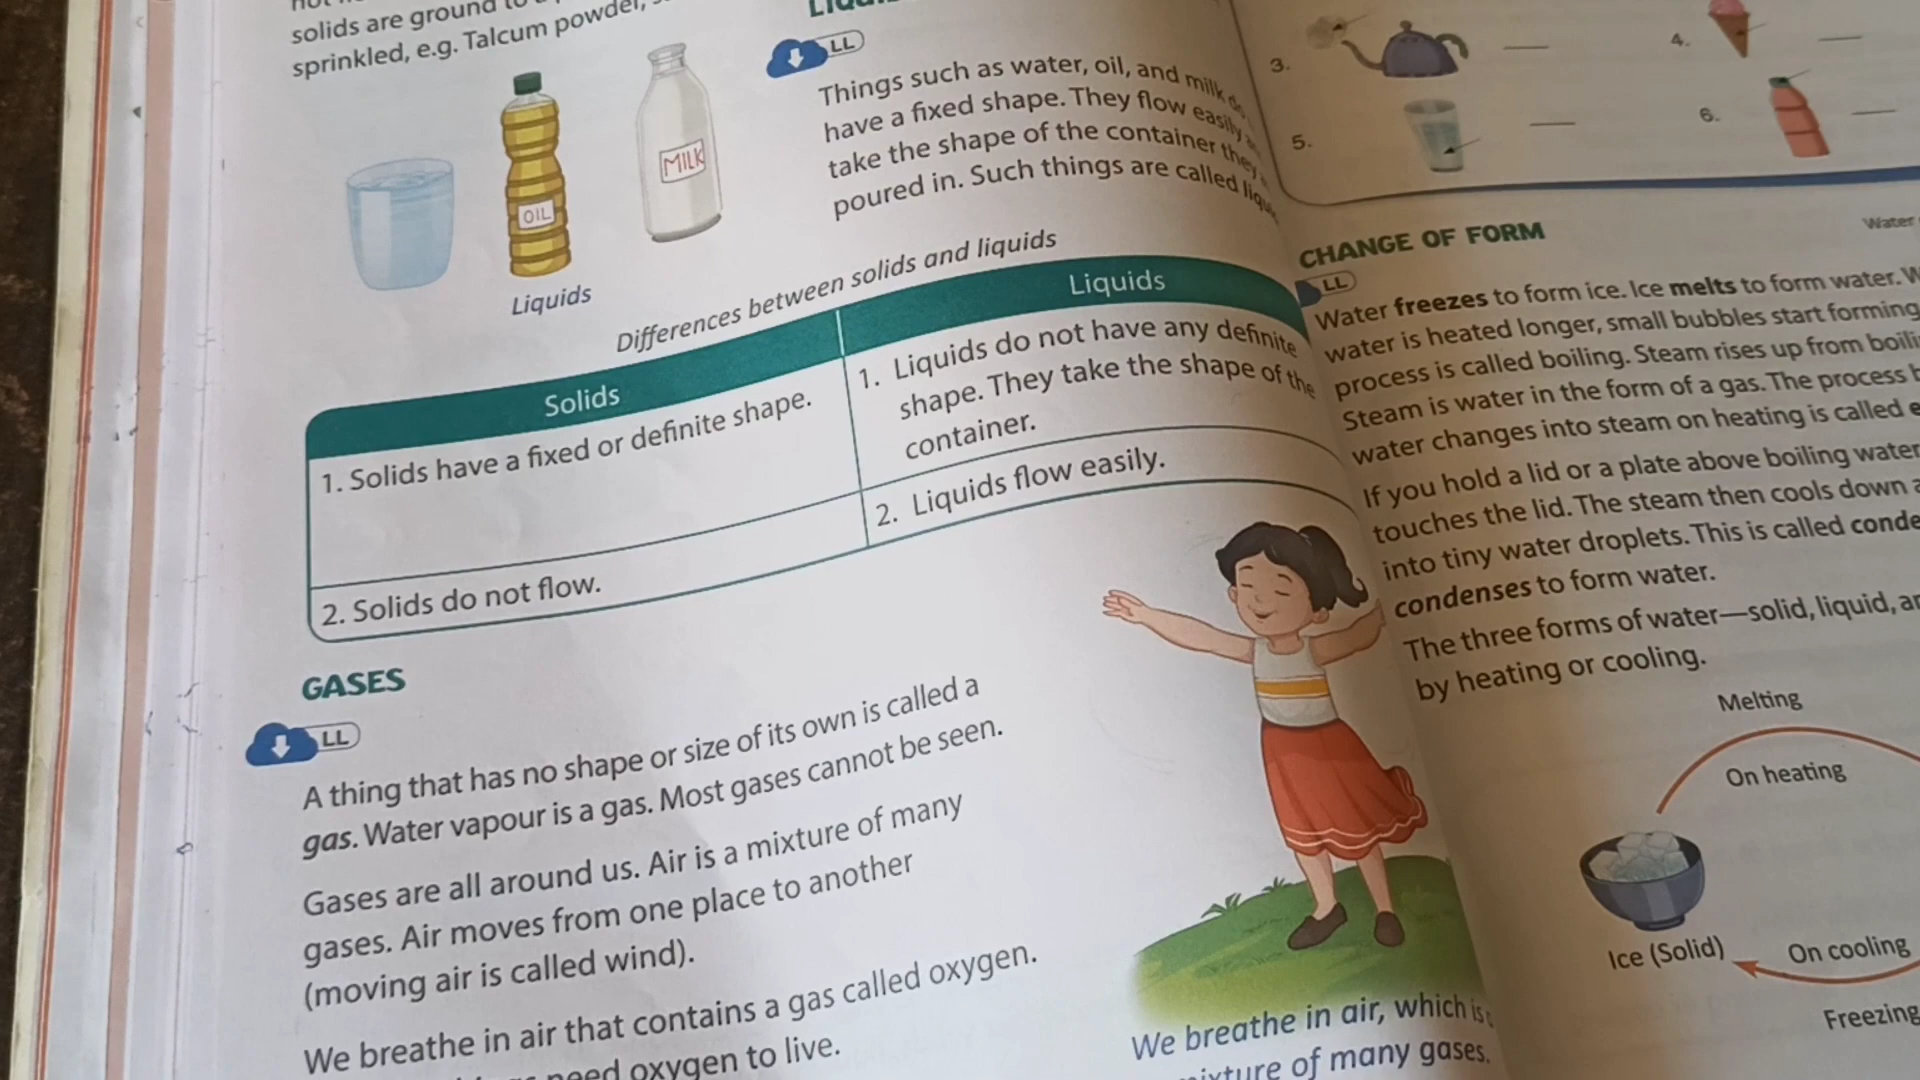 solids are ground
sprinkled, e.g. Talcum powder,
OIL
MILK
Liquids
LL
Things such as water, oil, and milk do
have a fixed shape. They flow easily
take the shape of the container they
poured in. Such things are called
Differences between solids and liquids
Solids
Liquids
1. Solids have a fixed or definite shape.
1. Liquids do not have any definite
shape. They take the shape of the
container.
2. Solids do not flow.
2. Liquids flow easily.
GASES
LL
A thing that has no shape or size of its own is called a
gas. Water vapour is a gas. Most gases cannot be seen.
Gases are all around us. Air is a mixture of many
gases. Air moves from one place to another
(moving air is called wind).
We breathe in air that contains a gas called oxygen.
need oxygen to live.
We breathe in air, which is
of many gases.
3.
4.
5.
6.
Water
CHANGE OF FORM
LL
Water freezes to form ice. Ice melts to form water.
water is heated longer, small bubbles start forming
process is called boiling. Steam rises up from
Steam is water in the form of a gas. The process
water changes into steam on heating is called
If you hold a lid or a plate above boiling water
touches the lid. The steam then cools down
into tiny water droplets. This is called
condenses to form water.
The three forms of water—solid, liquid,
by heating or cooling.
Melting
On heating
Ice (Solid)
On cooling
Freezing